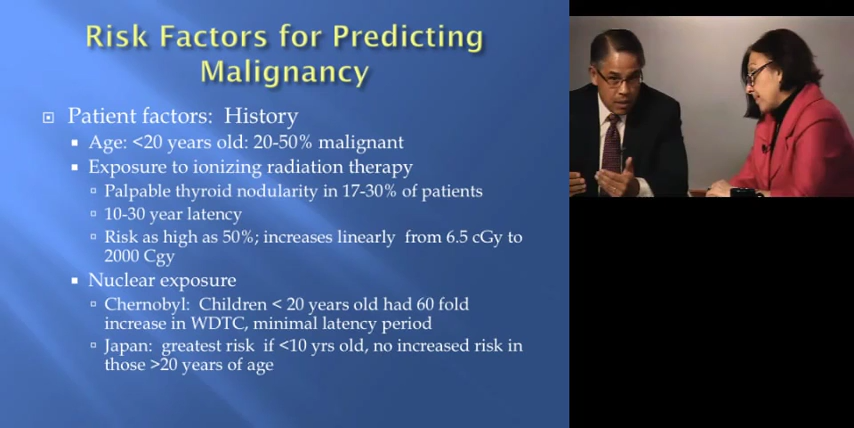 Risk Factors for Predicting
Malignancy
Patient factors: History
Age: <20 years old: 20-50% malignant
Exposure to ionizing radiation therapy
Palpable thyroid nodularity in 17-30% of patients
10-30 year latency
Risk as high as 50%; increases linearly from 6.5 cGy to
2000 Cgy
Nuclear exposure
Chernobyl: Children < 20 years old had 60 fold
increase in WDTC, minimal latency period
Japan: greatest risk if <10 yrs old, no increased risk in
those >20 years of age